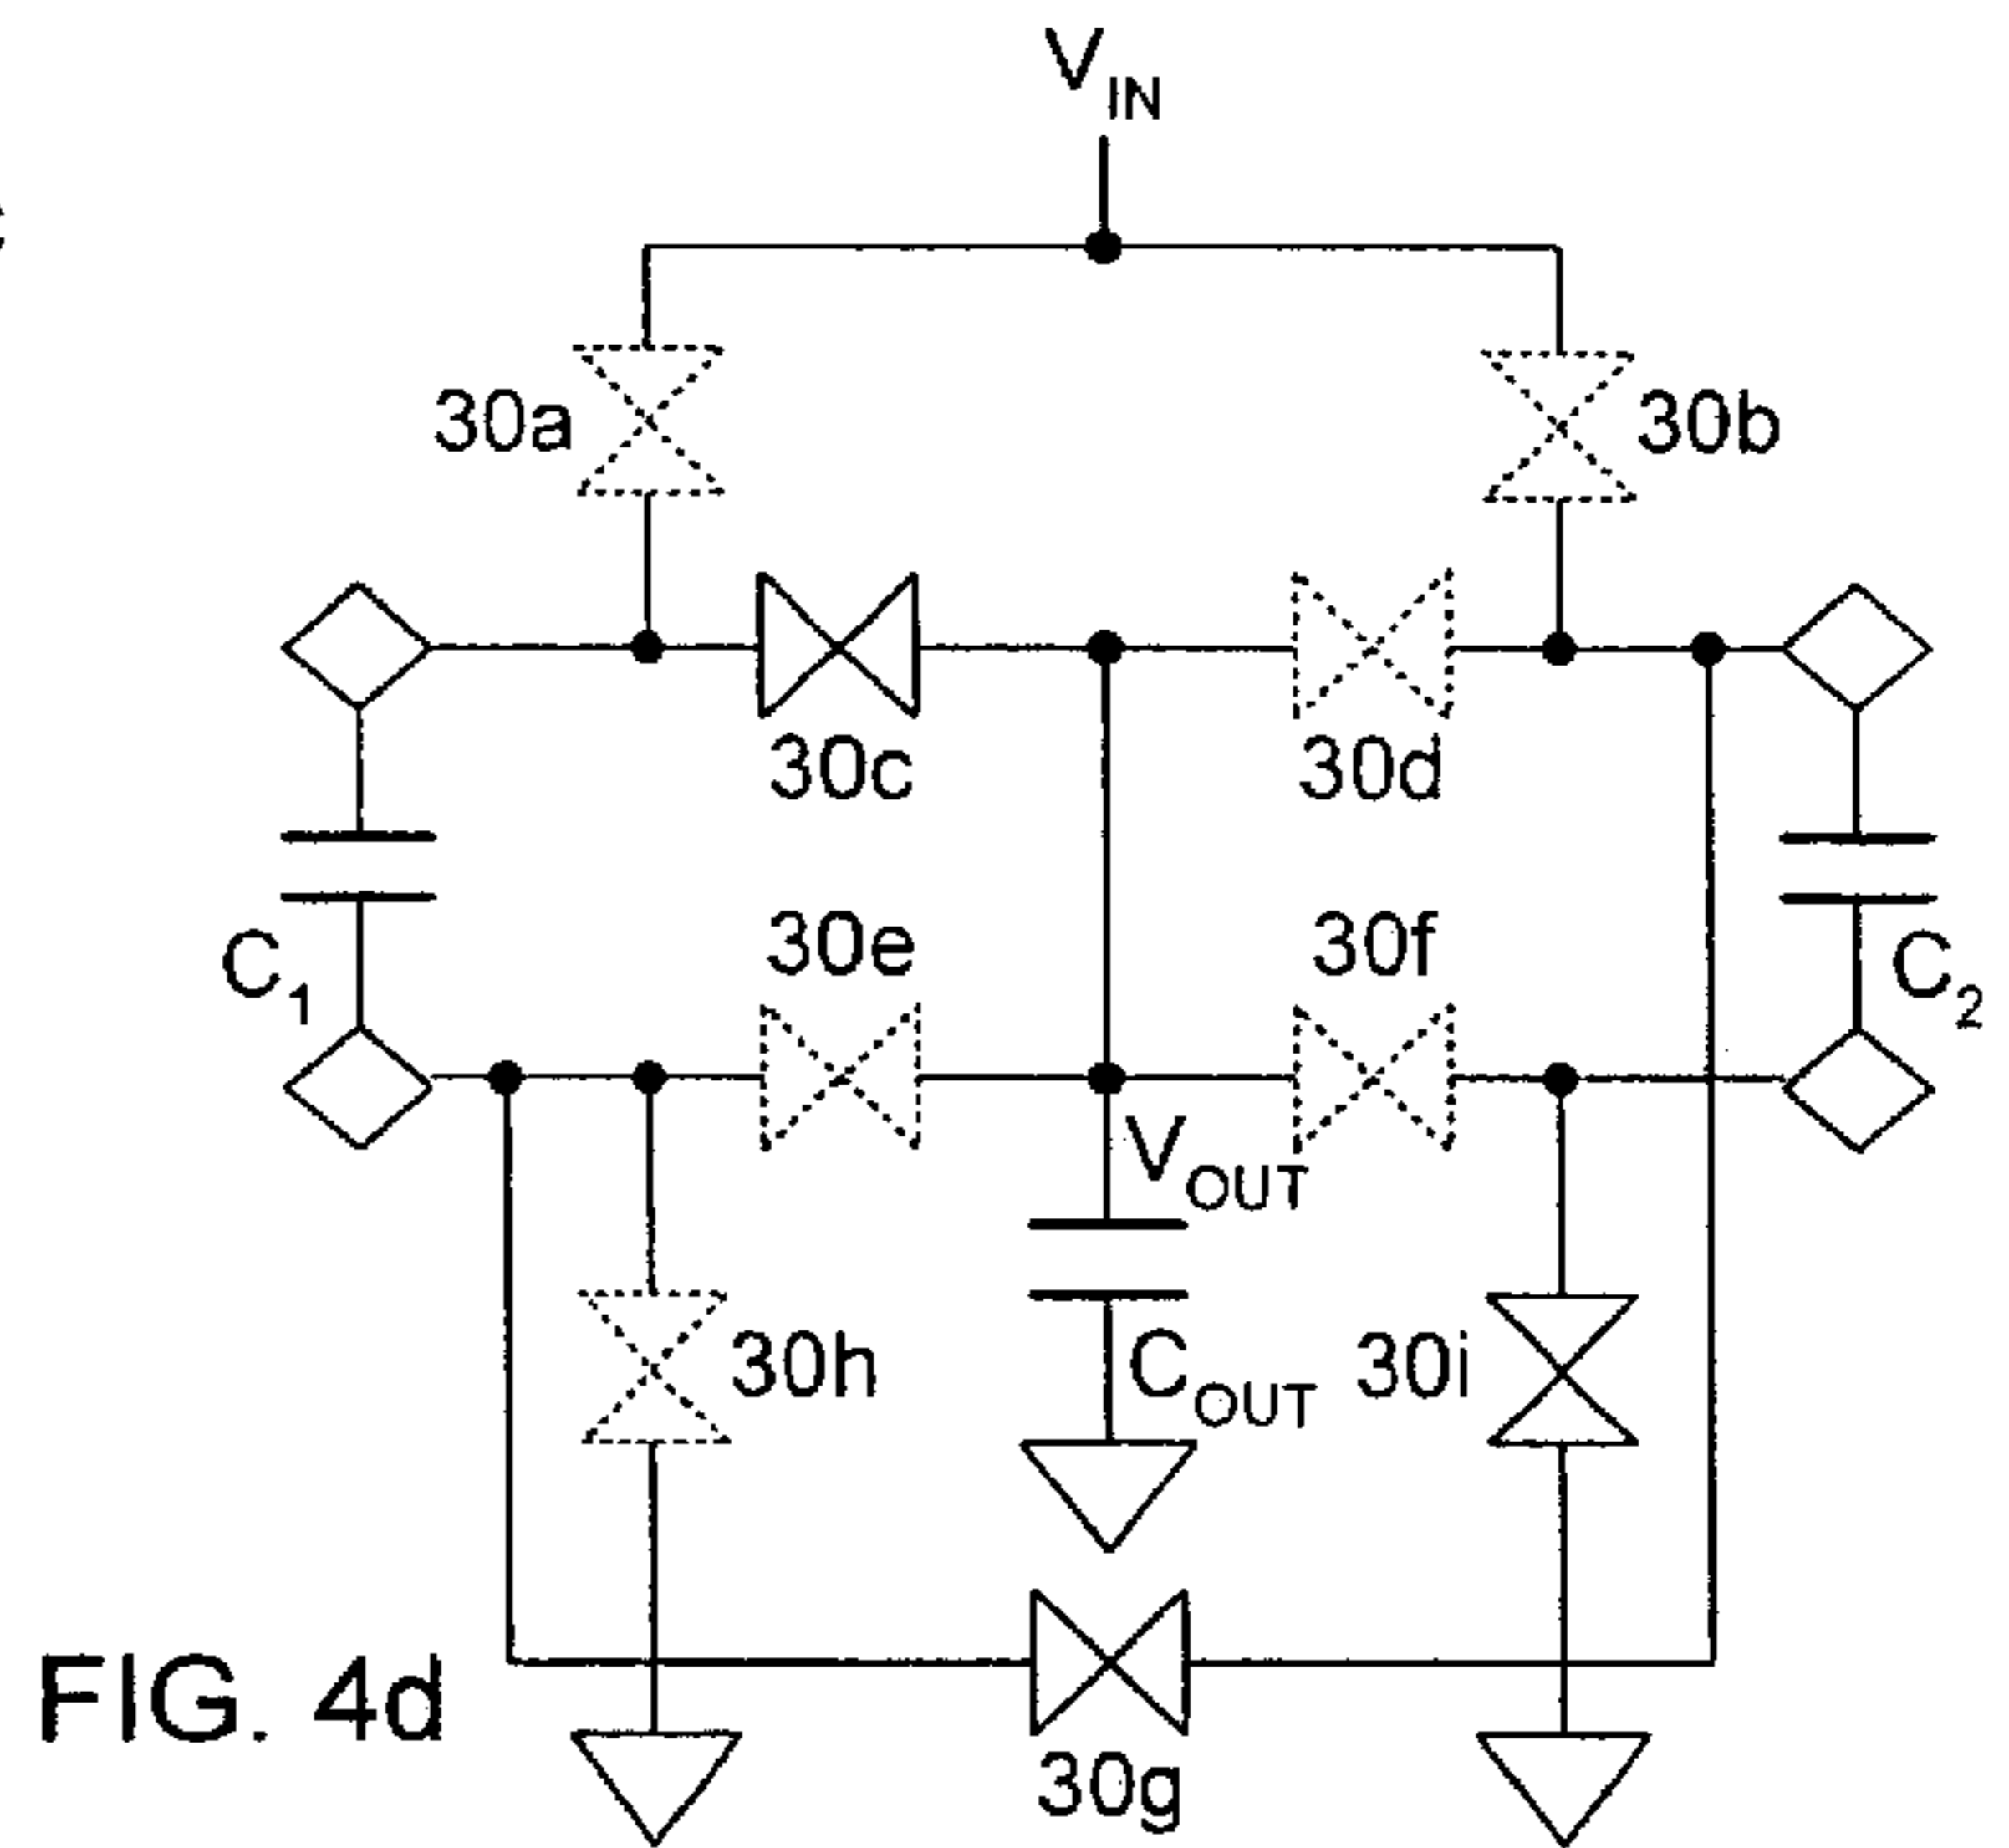 V_IN
30a
30b
30c
30d
30e
30f
C_1
C_2
V_OUT
30h
C_OUT
30i
FIG. 4d
30g